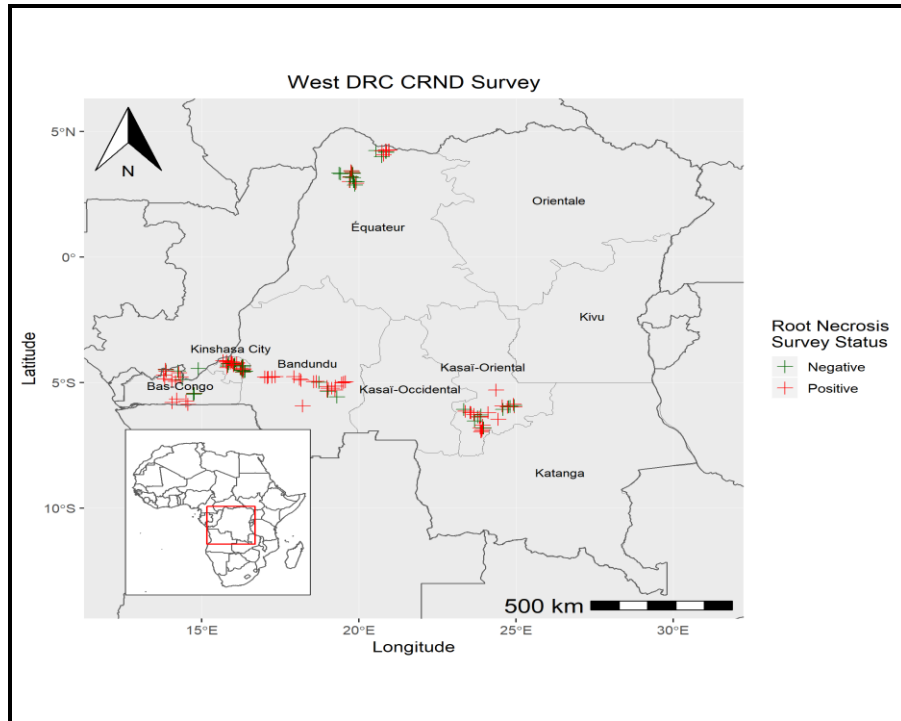 West DRC CRND Survey
5°N
0°
5°S
10°S
Latitude
N
Orientale
Équateur
Kivu
Kinshasa City
Bandundu
Kasaï-Oriental
Bas-Congo
Kasaï-Occidental
Katanga
500 km
15°E
20°E
25°E
30°E
Longitude
Root Necrosis
Survey Status
Negative
Positive